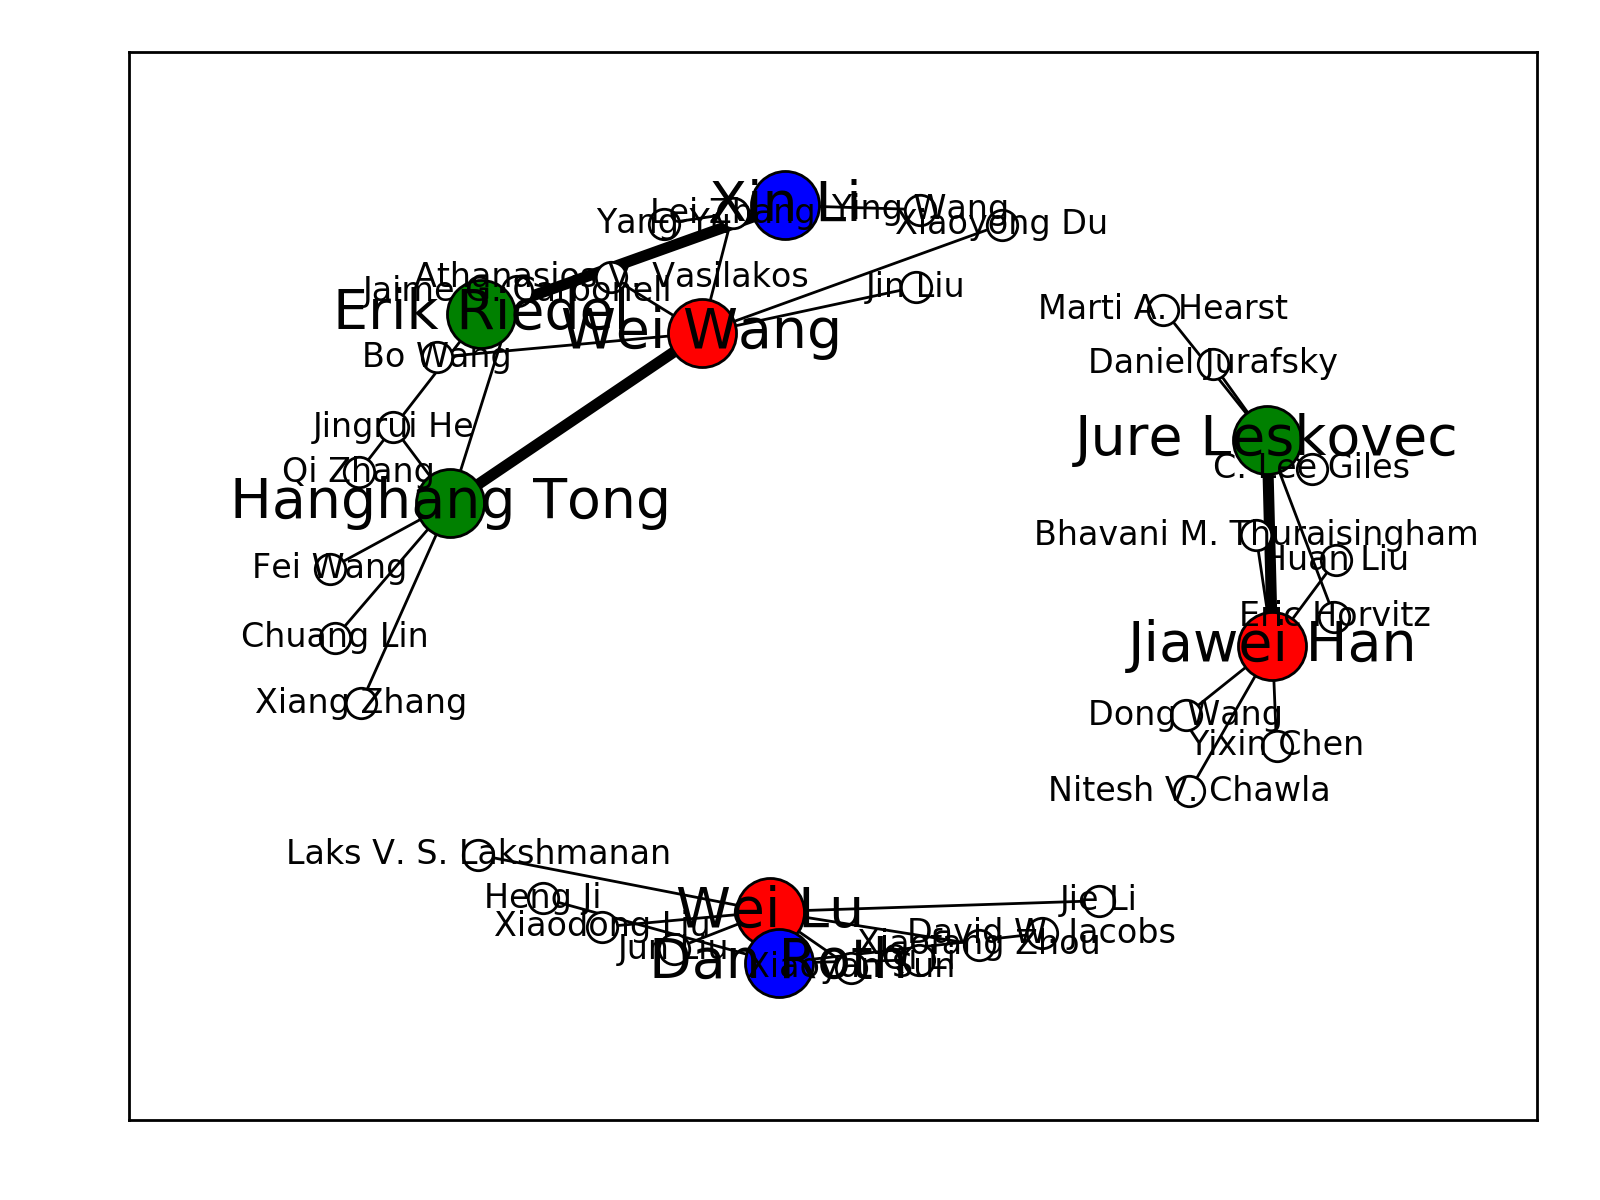 Xin Li
Lei Zhang
Ying Wang
Yang Yu
Xiaoyong Du
Athanasios V. Vasilakos
Jaime G. Carbonell
Jin Liu
Erik Riedel
Wei Wang
Marti A. Hearst
Bo Wang
Daniel Jurafsky
Jingrui He
Jure Leskovec
Qi Zhang
C. Lee Giles
Hanghang Tong
Bhavani M. Thuraisingham
Huan Liu
Fei Wang
Eric Horvitz
Chuang Lin
Jiawei Han
Xiang Zhang
Dong Wang
Yixin Chen
Nitesh V. Chawla
Laks V. S. Lakshmanan
Heng Ji
Jie Li
Wei Lu
Xiaodong Liu
David W. Jacobs
Jun Liu
Xiaofang Zhou
Dan Roth
Xiaoyan Sun